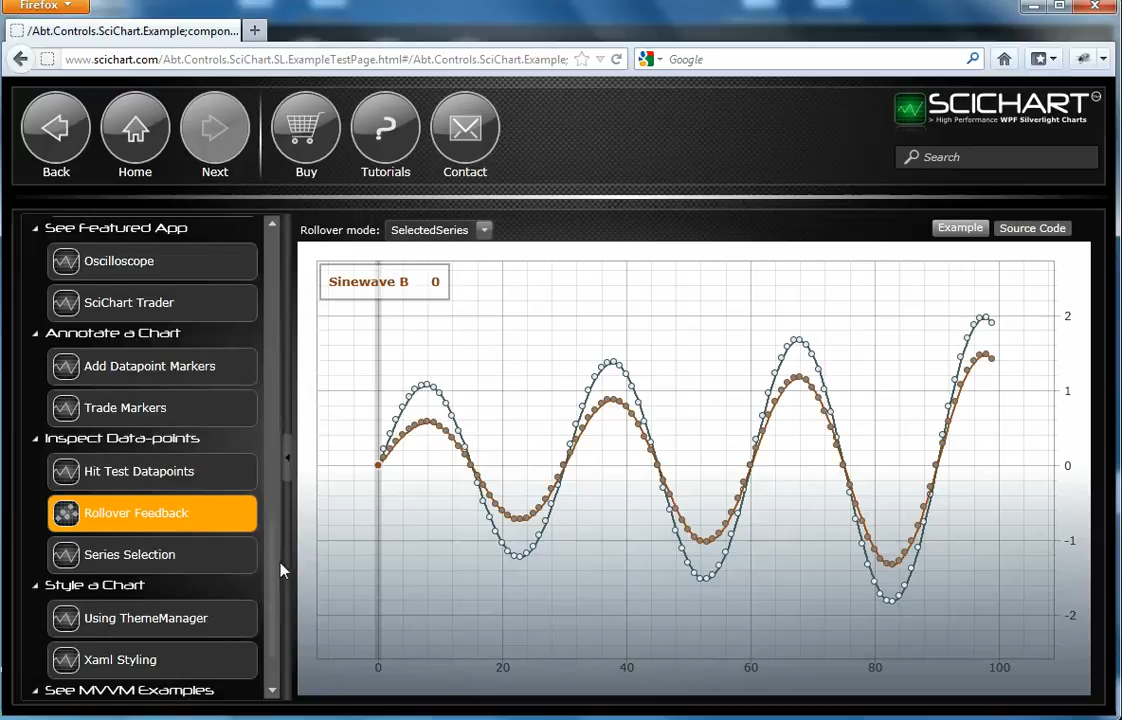 Firefox
/Abt.Controls.SciChart.Example;compon...
www.scichart.com/Abt.Controls.SciChart.SL.ExampleTestPage.html#/Abt.Controls.SciChart.Example;
Google
Back
Home
Next
Buy
Tutorials
Contact
SCICHART
> High Performance WPF Silverlight Charts
Search
See Featured App
Oscilloscope
SciChart Trader
Annotate a Chart
Add Datapoint Markers
Trade Markers
Inspect Data-points
Hit Test Datapoints
Rollover Feedback
Series Selection
Style a Chart
Using ThemeManager
Xaml Styling
See MVVM Examples
Rollover mode: SelectedSeries
Example
Source Code
Sinewave B 0
2
1
0
-1
-2
0 20 40 60 80 100